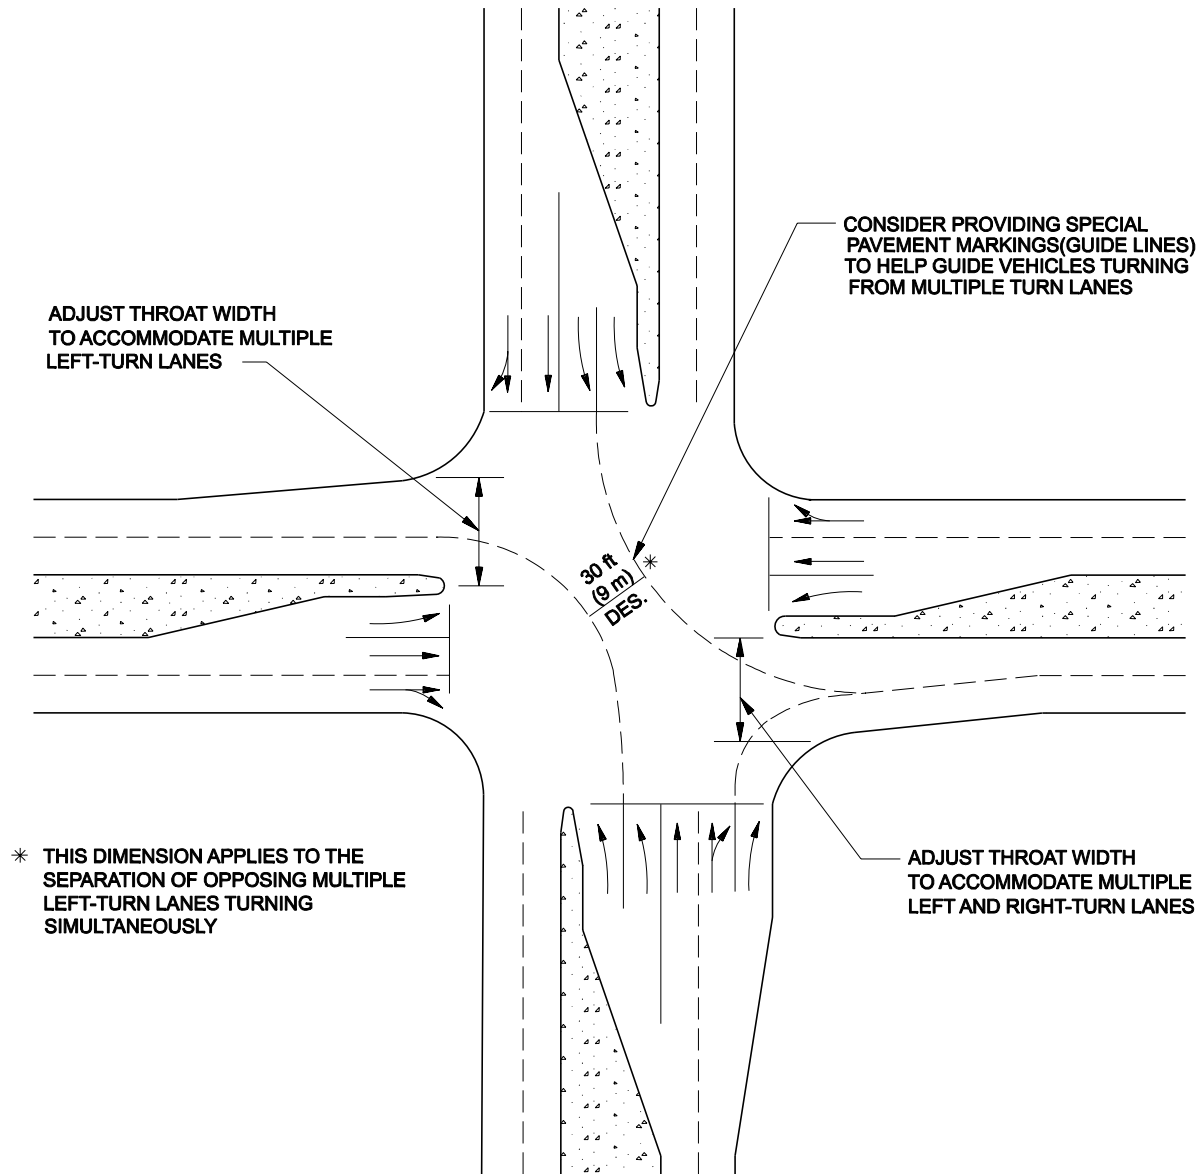 CONSIDER PROVIDING SPECIAL
PAVEMENT MARKINGS(GUIDE LINES)
TO HELP GUIDE VEHICLES TURNING
FROM MULTIPLE TURN LANES
ADJUST THROAT WIDTH
TO ACCOMMODATE MULTIPLE
LEFT-TURN LANES
30 ft
(9 m)
DES.
*
* THIS DIMENSION APPLIES TO THE
SEPARATION OF OPPOSING MULTIPLE
LEFT-TURN LANES TURNING
SIMULTANEOUSLY
ADJUST THROAT WIDTH
TO ACCOMMODATE MULTIPLE
LEFT AND RIGHT-TURN LANES